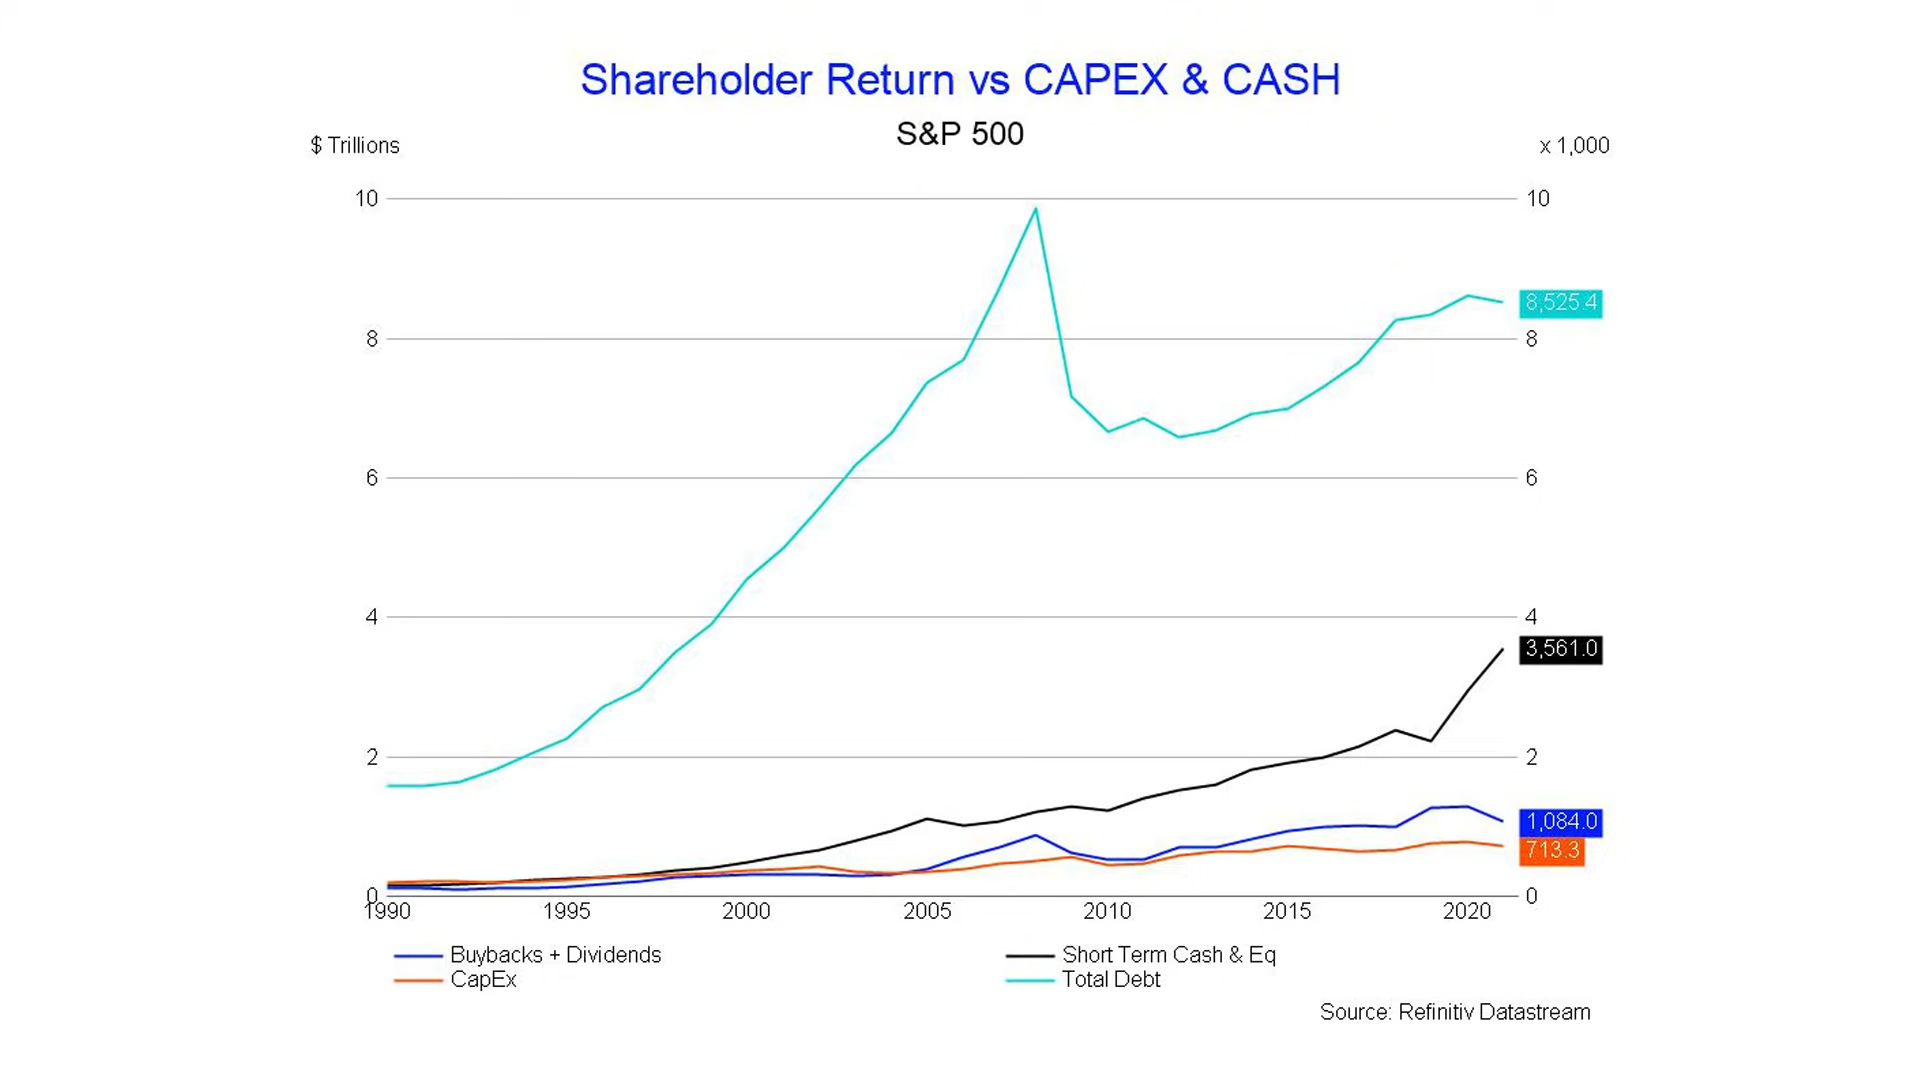 Shareholder Return vs CAPEX & CASH
S&P 500
$ Trillions
x 1,000
10
10
8,525.4
8
8
6
6
4
4
3,561.0
2
2
1,084.0
713.3
0
0
1990
1995
2000
2005
2010
2015
2020
Buybacks + Dividends
Short Term Cash & Eq
CapEx
Total Debt
Source: Refinitiv Datastream